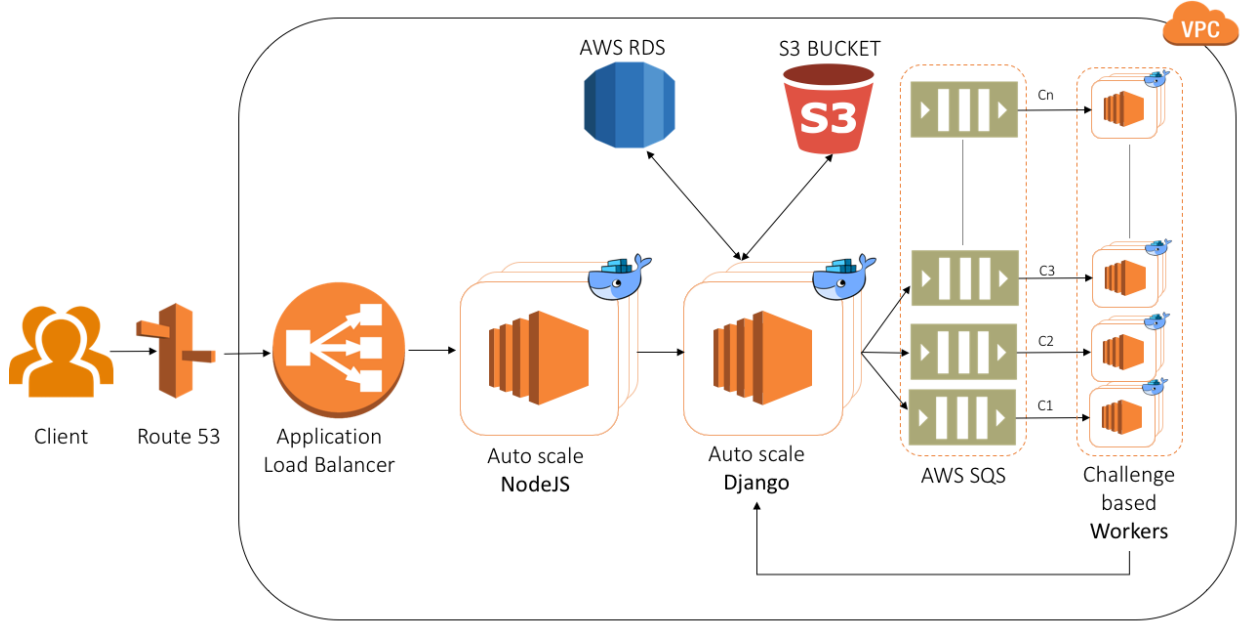 VPC
AWS RDS
S3 BUCKET
S3
Cn
C3
C2
C1
Client
Route 53
Application
Load Balancer
Auto scale
NodeJS
Auto scale
Django
AWS SQS
Challenge
based
Workers